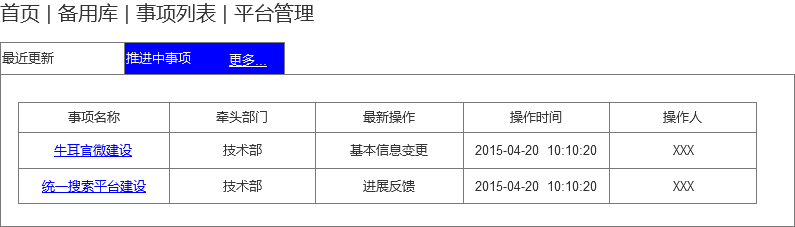 首页 | 备用库 | 事项列表 | 平台管理
最近更新 推进中事项 更多...
事项名称 牵头部门 最新操作 操作时间 操作人
牛耳官微建设 技术部 基本信息变更 2015-04-20 10:10:20 XXX
统一搜索平台建设 技术部 进展反馈 2015-04-20 10:10:20 XXX